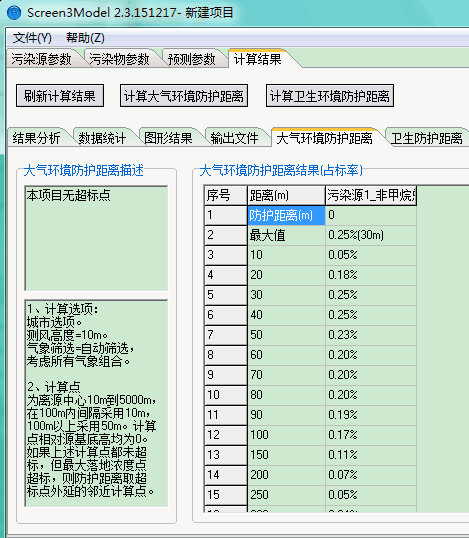 Screen3Model 2.3.151217- 新建项目
文件(Y) 帮助(Z)
污染源参数 污染物参数 预测参数 计算结果
刷新计算结果 计算大气环境防护距离 计算卫生环境防护距离
结果分析 数据统计 图形结果 输出文件 大气环境防护距离 卫生防护距离
大气环境防护距离描述
本项目无超标点
1、计算选项:
城市选项。
测风高度=10m。
气象筛选=自动筛选,
考虑所有气象组合。
2、计算点
为离源中心10m到5000m,
在100m内间隔采用10m,
100m以上采用50m。计算
点相对源基底高均为0。
如果上述计算点都未超
标，但最大落地浓度点
超标，则防护距离取超
标点外延的邻近计算点。
大气环境防护距离结果(占标率)
序号 距离(m) 污染源1_非甲烷
1 防护距离(m) 0
2 最大值 0.25%(30m)
3 10 0.05%
4 20 0.18%
5 30 0.25%
6 40 0.25%
7 50 0.23%
8 60 0.20%
9 70 0.20%
10 80 0.20%
11 90 0.19%
12 100 0.17%
13 150 0.11%
14 200 0.07%
15 250 0.05%